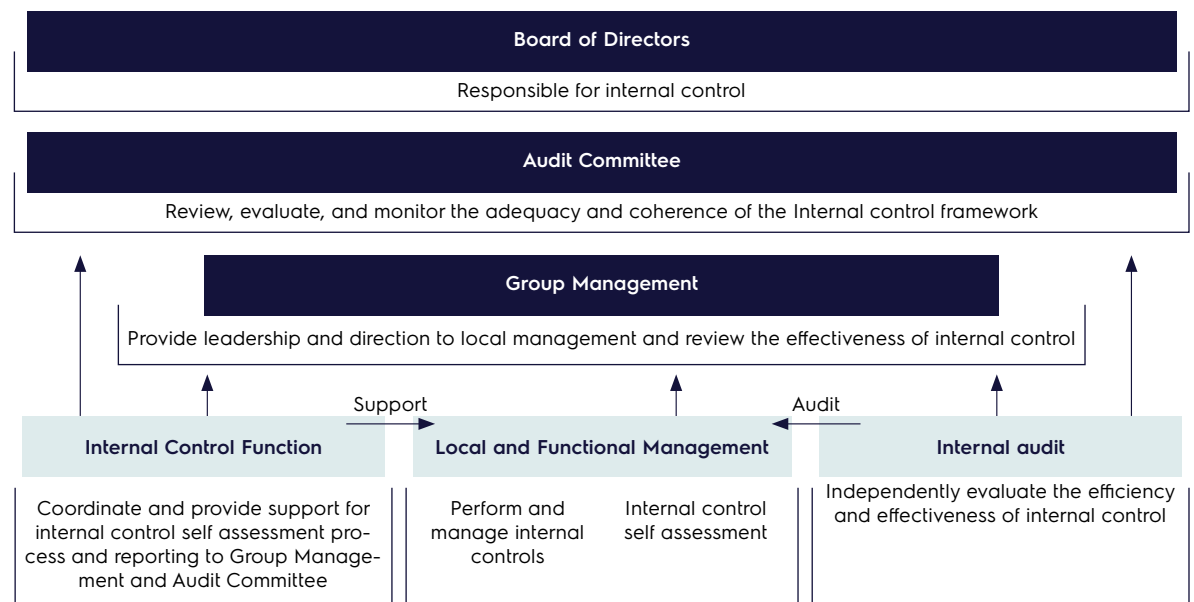 Board of Directors
Responsible for internal control
Audit Committee
Review, evaluate, and monitor the adequacy and coherence of the Internal control framework
Group Management
Provide leadership and direction to local management and review the effectiveness of internal control
Support
Audit
Internal Control Function
Local and Functional Management
Internal audit
Coordinate and provide support for
internal control self assessment pro-
cess and reporting to Group Manage-
ment and Audit Committee
Perform and
manage internal
controls
Internal control
self assessment
Independently evaluate the efficiency
and effectiveness of internal control